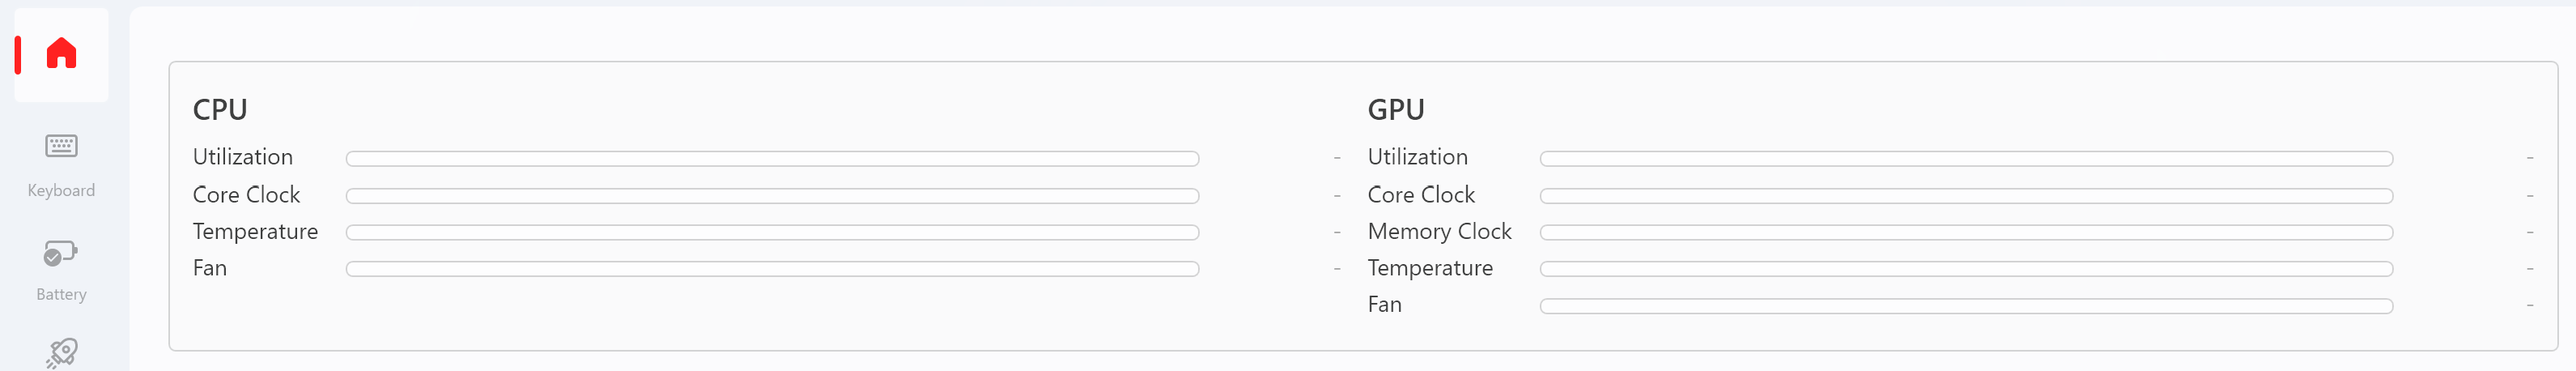 Keyboard
Battery
CPU
Utilization -
Core Clock -
Temperature -
Fan -
GPU
Utilization -
Core Clock -
Memory Clock -
Temperature -
Fan -